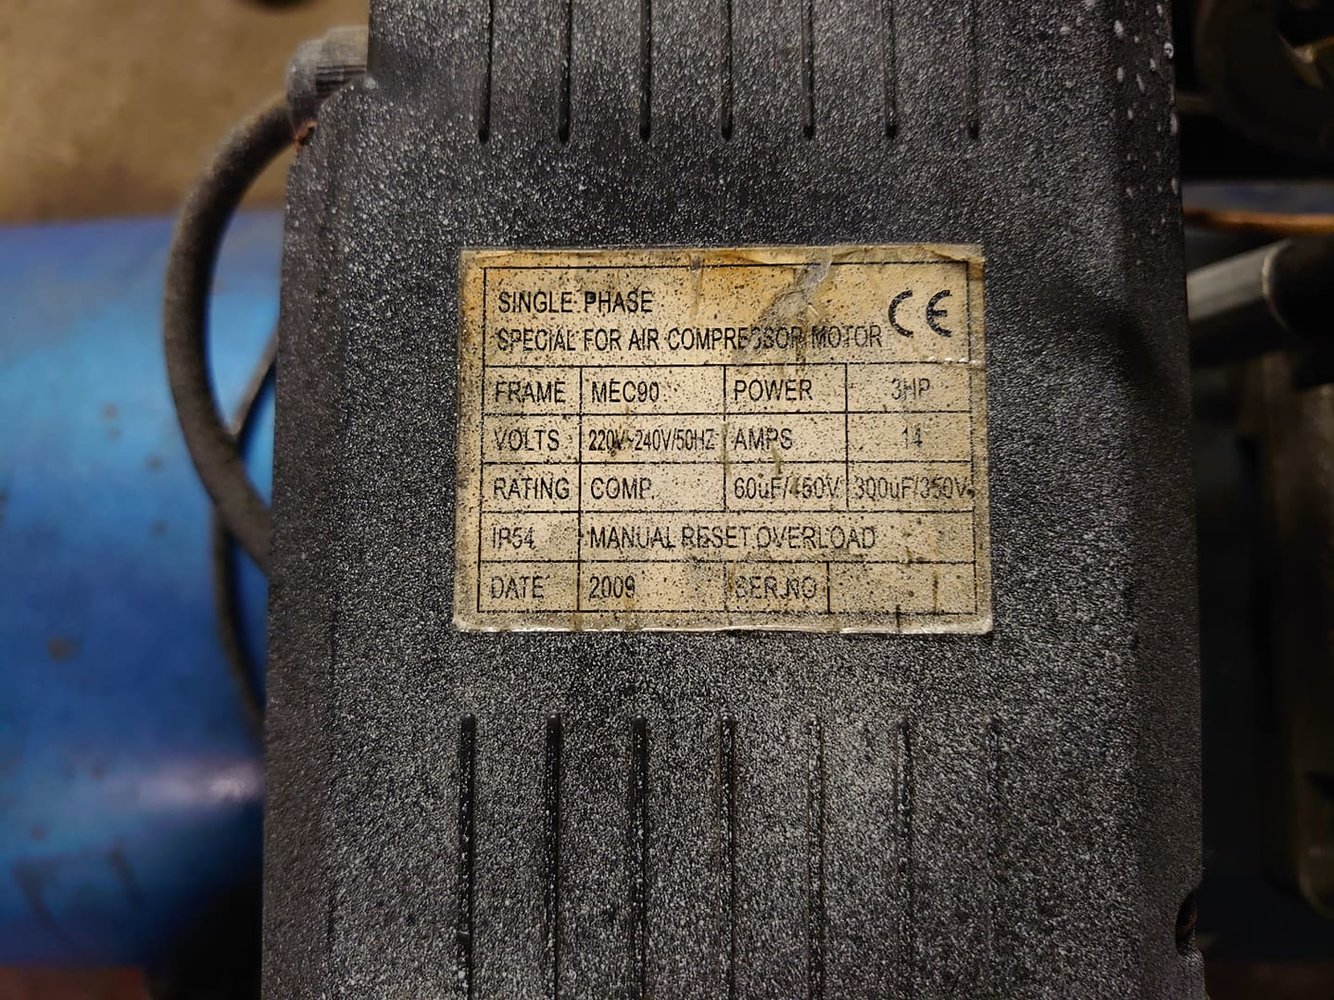 SINGLE PHASE
SPECIAL FOR AIR COMPRESSOR MOTOR CE
FRAME MEC90 POWER 3HP
VOLTS 220V~240V/50HZ AMPS 14
RATING COMP. 60uF/450V 300uF/350V
IP54 MANUAL RESET OVERLOAD
DATE 2009 SER.NO